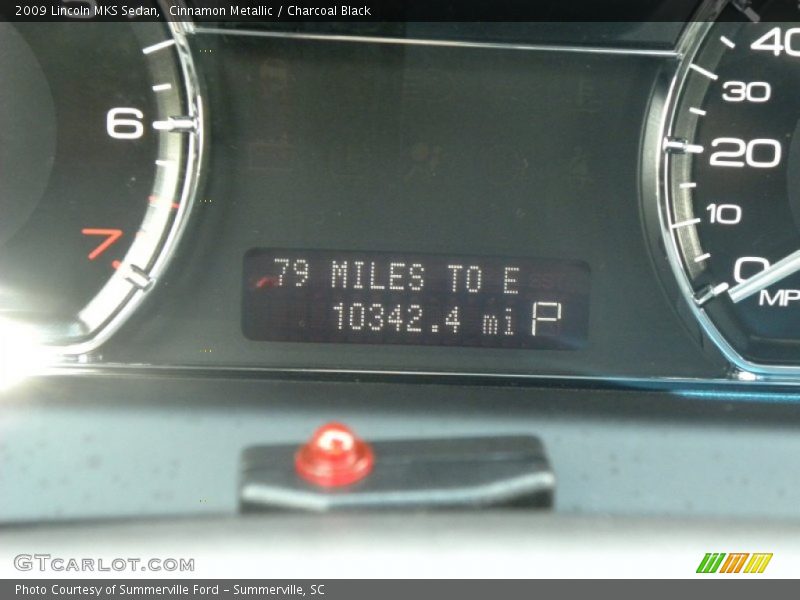 2009 Lincoln MKS Sedan,  Cinnamon Metallic / Charcoal Black
6
7
40
30
20
10
0
MP
79 MILES TO E
10342.4 mi P
GTCARLOT.COM
Photo Courtesy of Summerville Ford – Summerville, SC